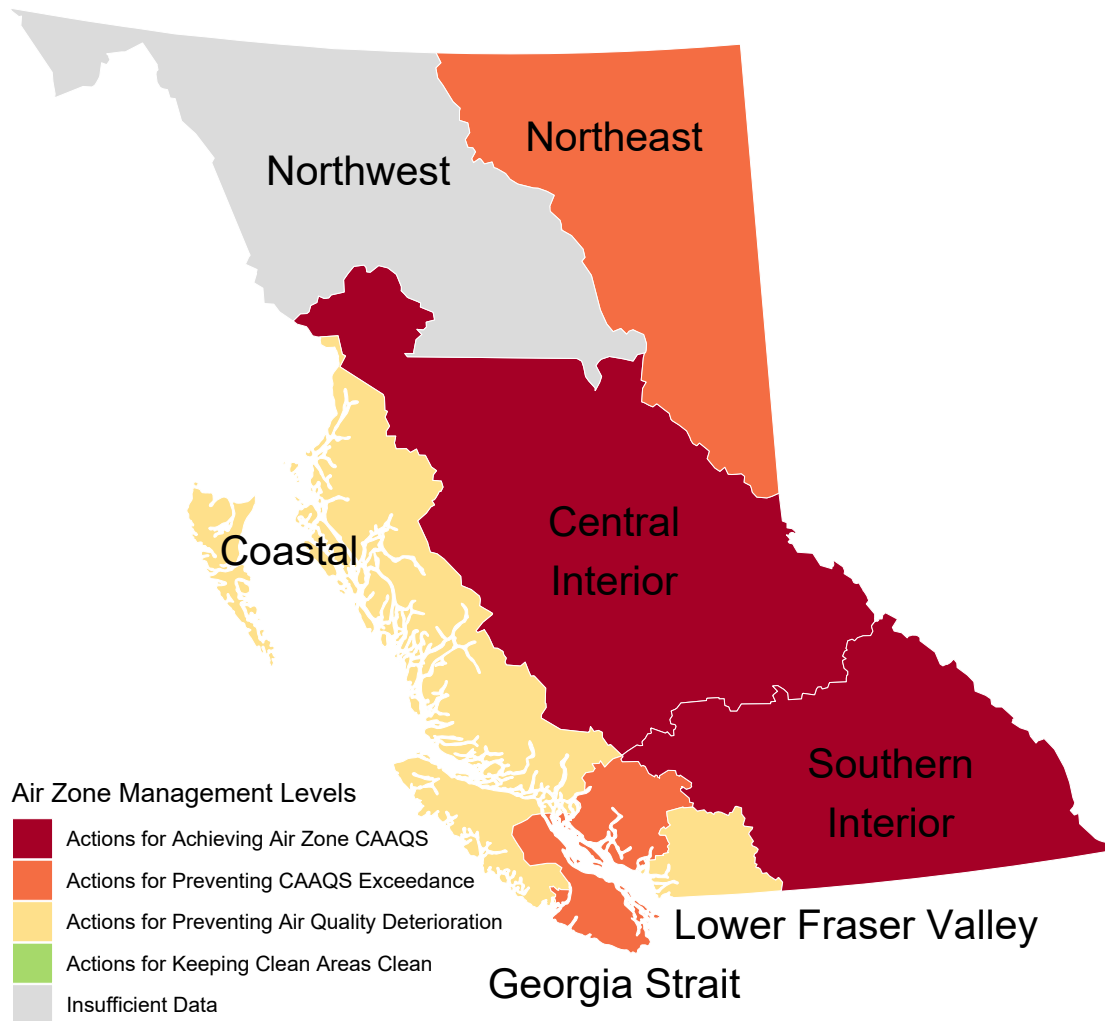 Northeast
Northwest
Central
Interior
Coastal
Southern
Interior
Air Zone Management Levels
Actions for Achieving Air Zone CAAQS
Actions for Preventing CAAQS Exceedance
Actions for Preventing Air Quality Deterioration
Actions for Keeping Clean Areas Clean
Insufficient Data
Lower Fraser Valley
Georgia Strait